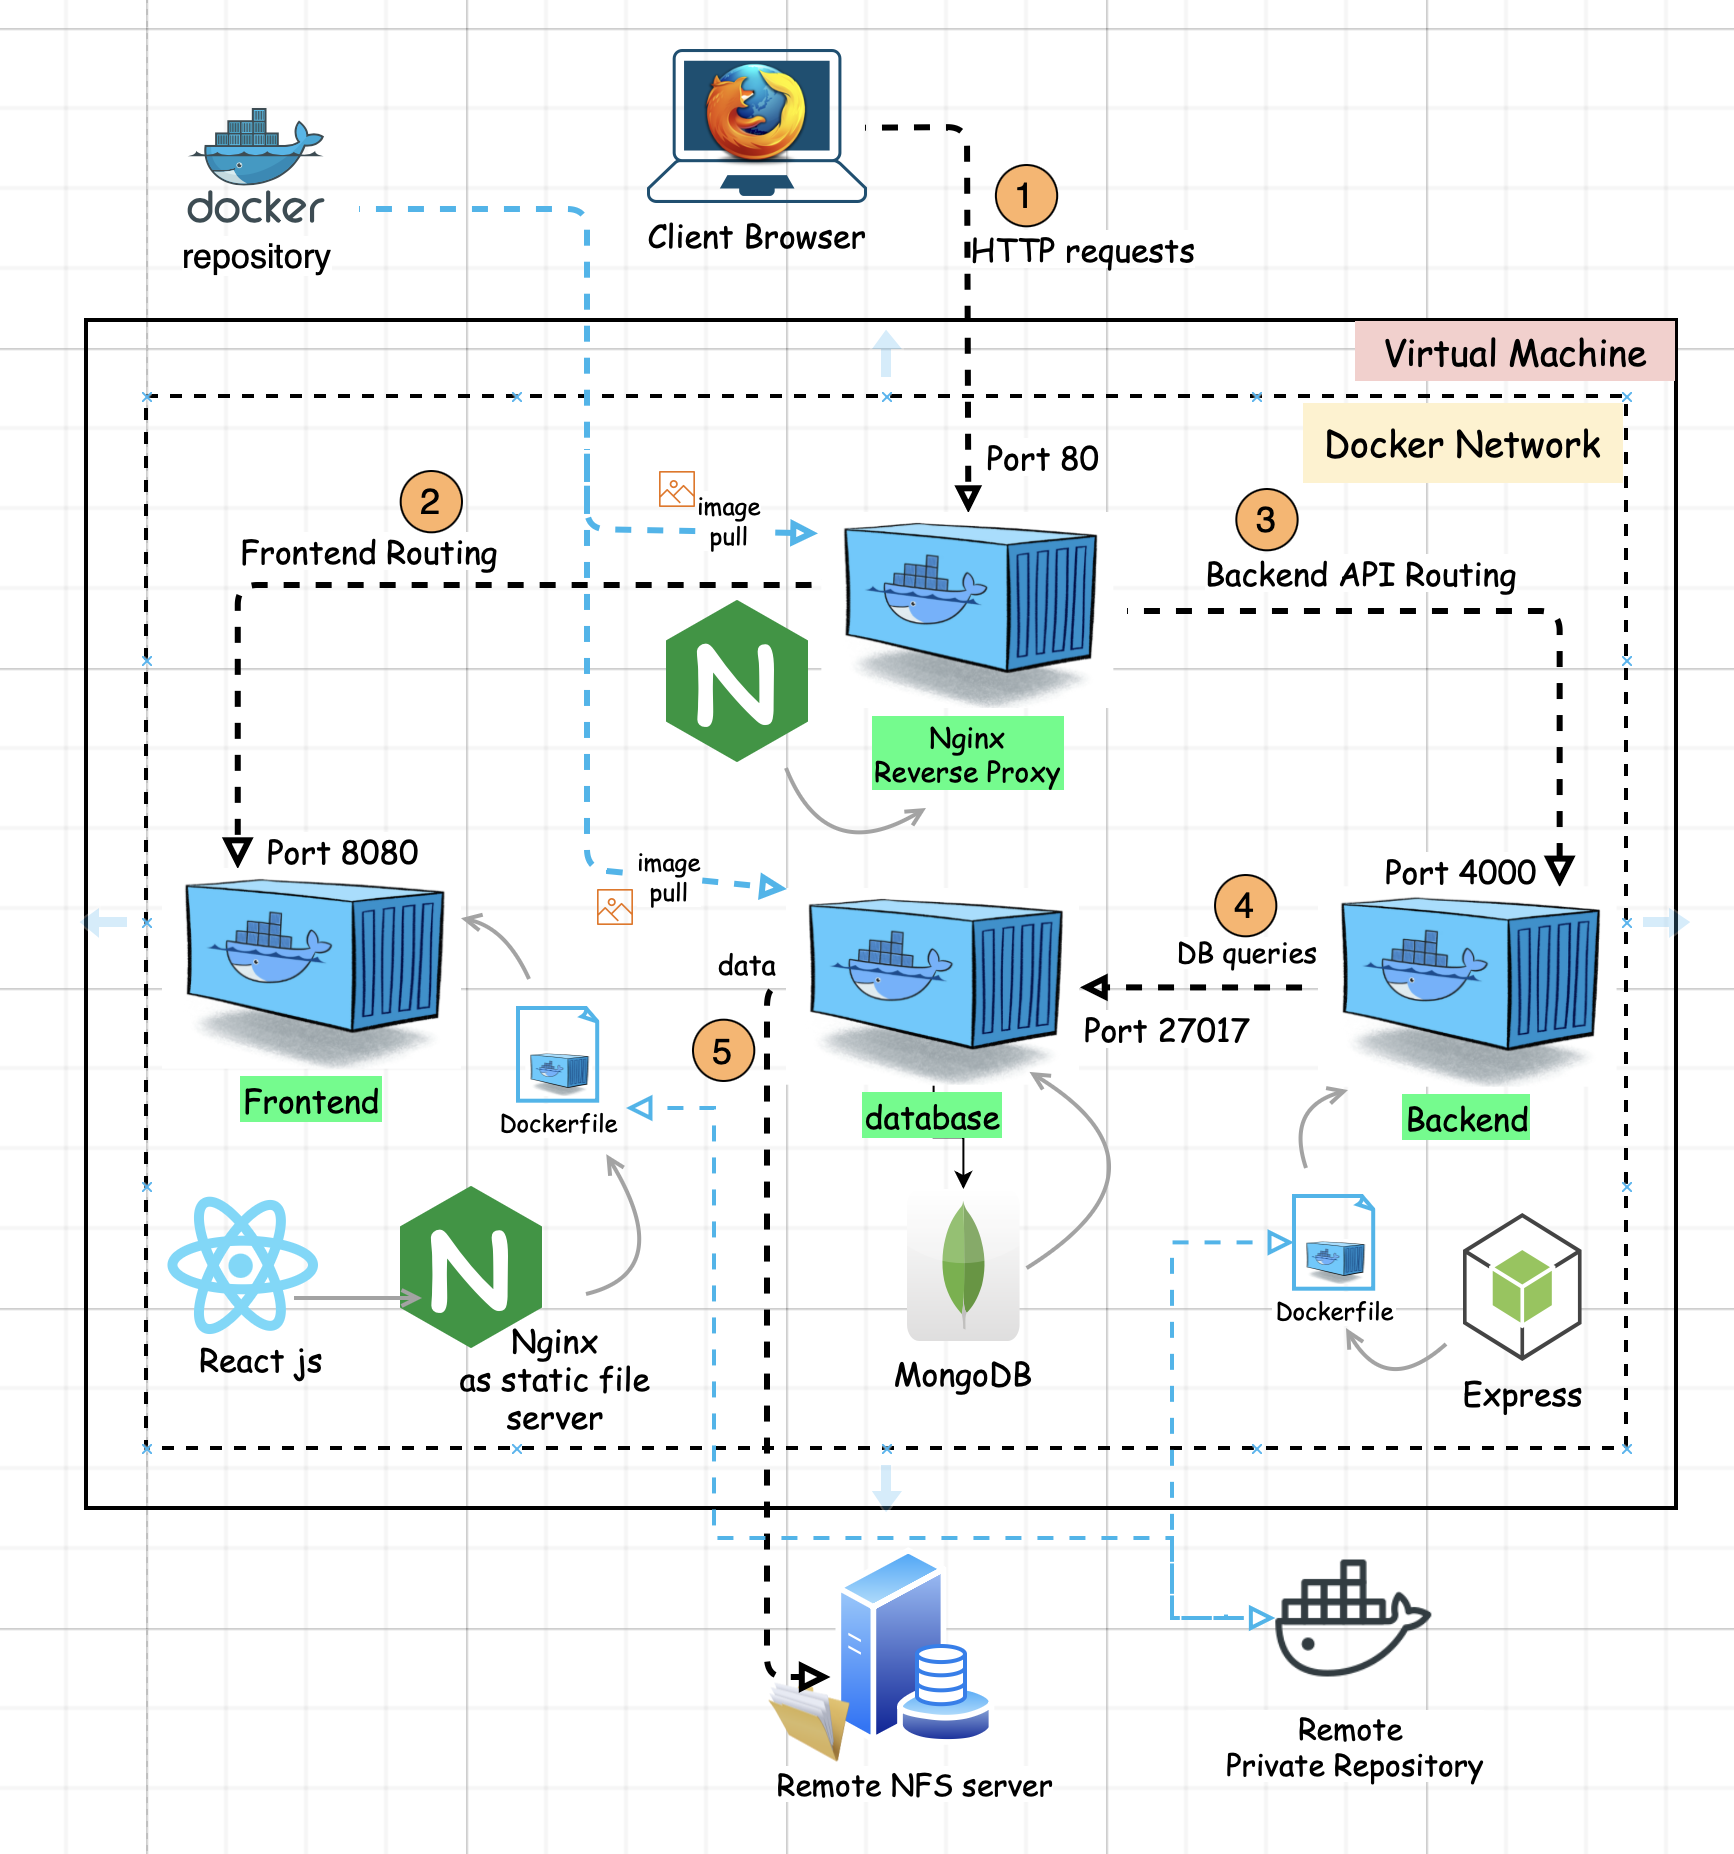 docker
repository
Client Browser
1
HTTP requests
Virtual Machine
Docker Network
Port 80
2
Frontend Routing
image
pull
3
Backend API Routing
N
Nginx
Reverse Proxy
Port 8080
image
pull
Port 4000
4
DB queries
data
Port 27017
5
Frontend
Dockerfile
database
Backend
N
React js
Nginx
as static file
server
MongoDB
Dockerfile
Express
Remote NFS server
Remote
Private Repository